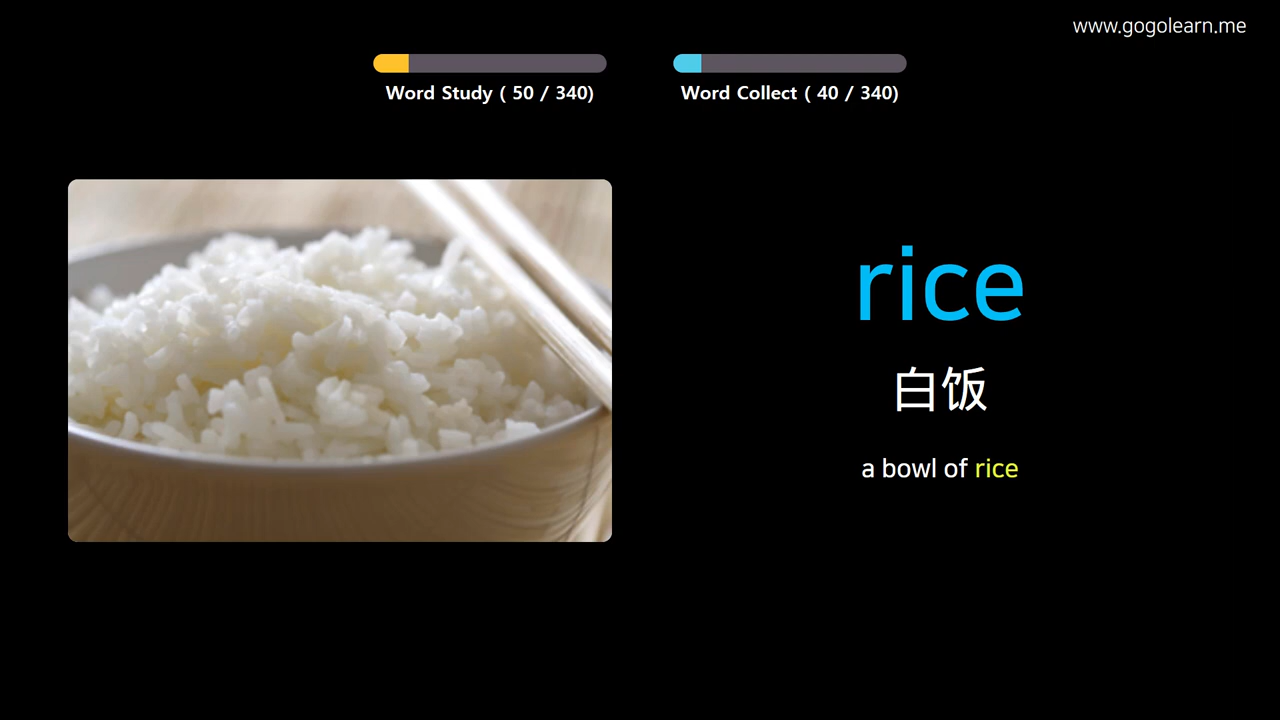 www.gogolearn.me
Word Study ( 50 / 340)
Word Collect ( 40 / 340)
rice
白饭
a bowl of rice